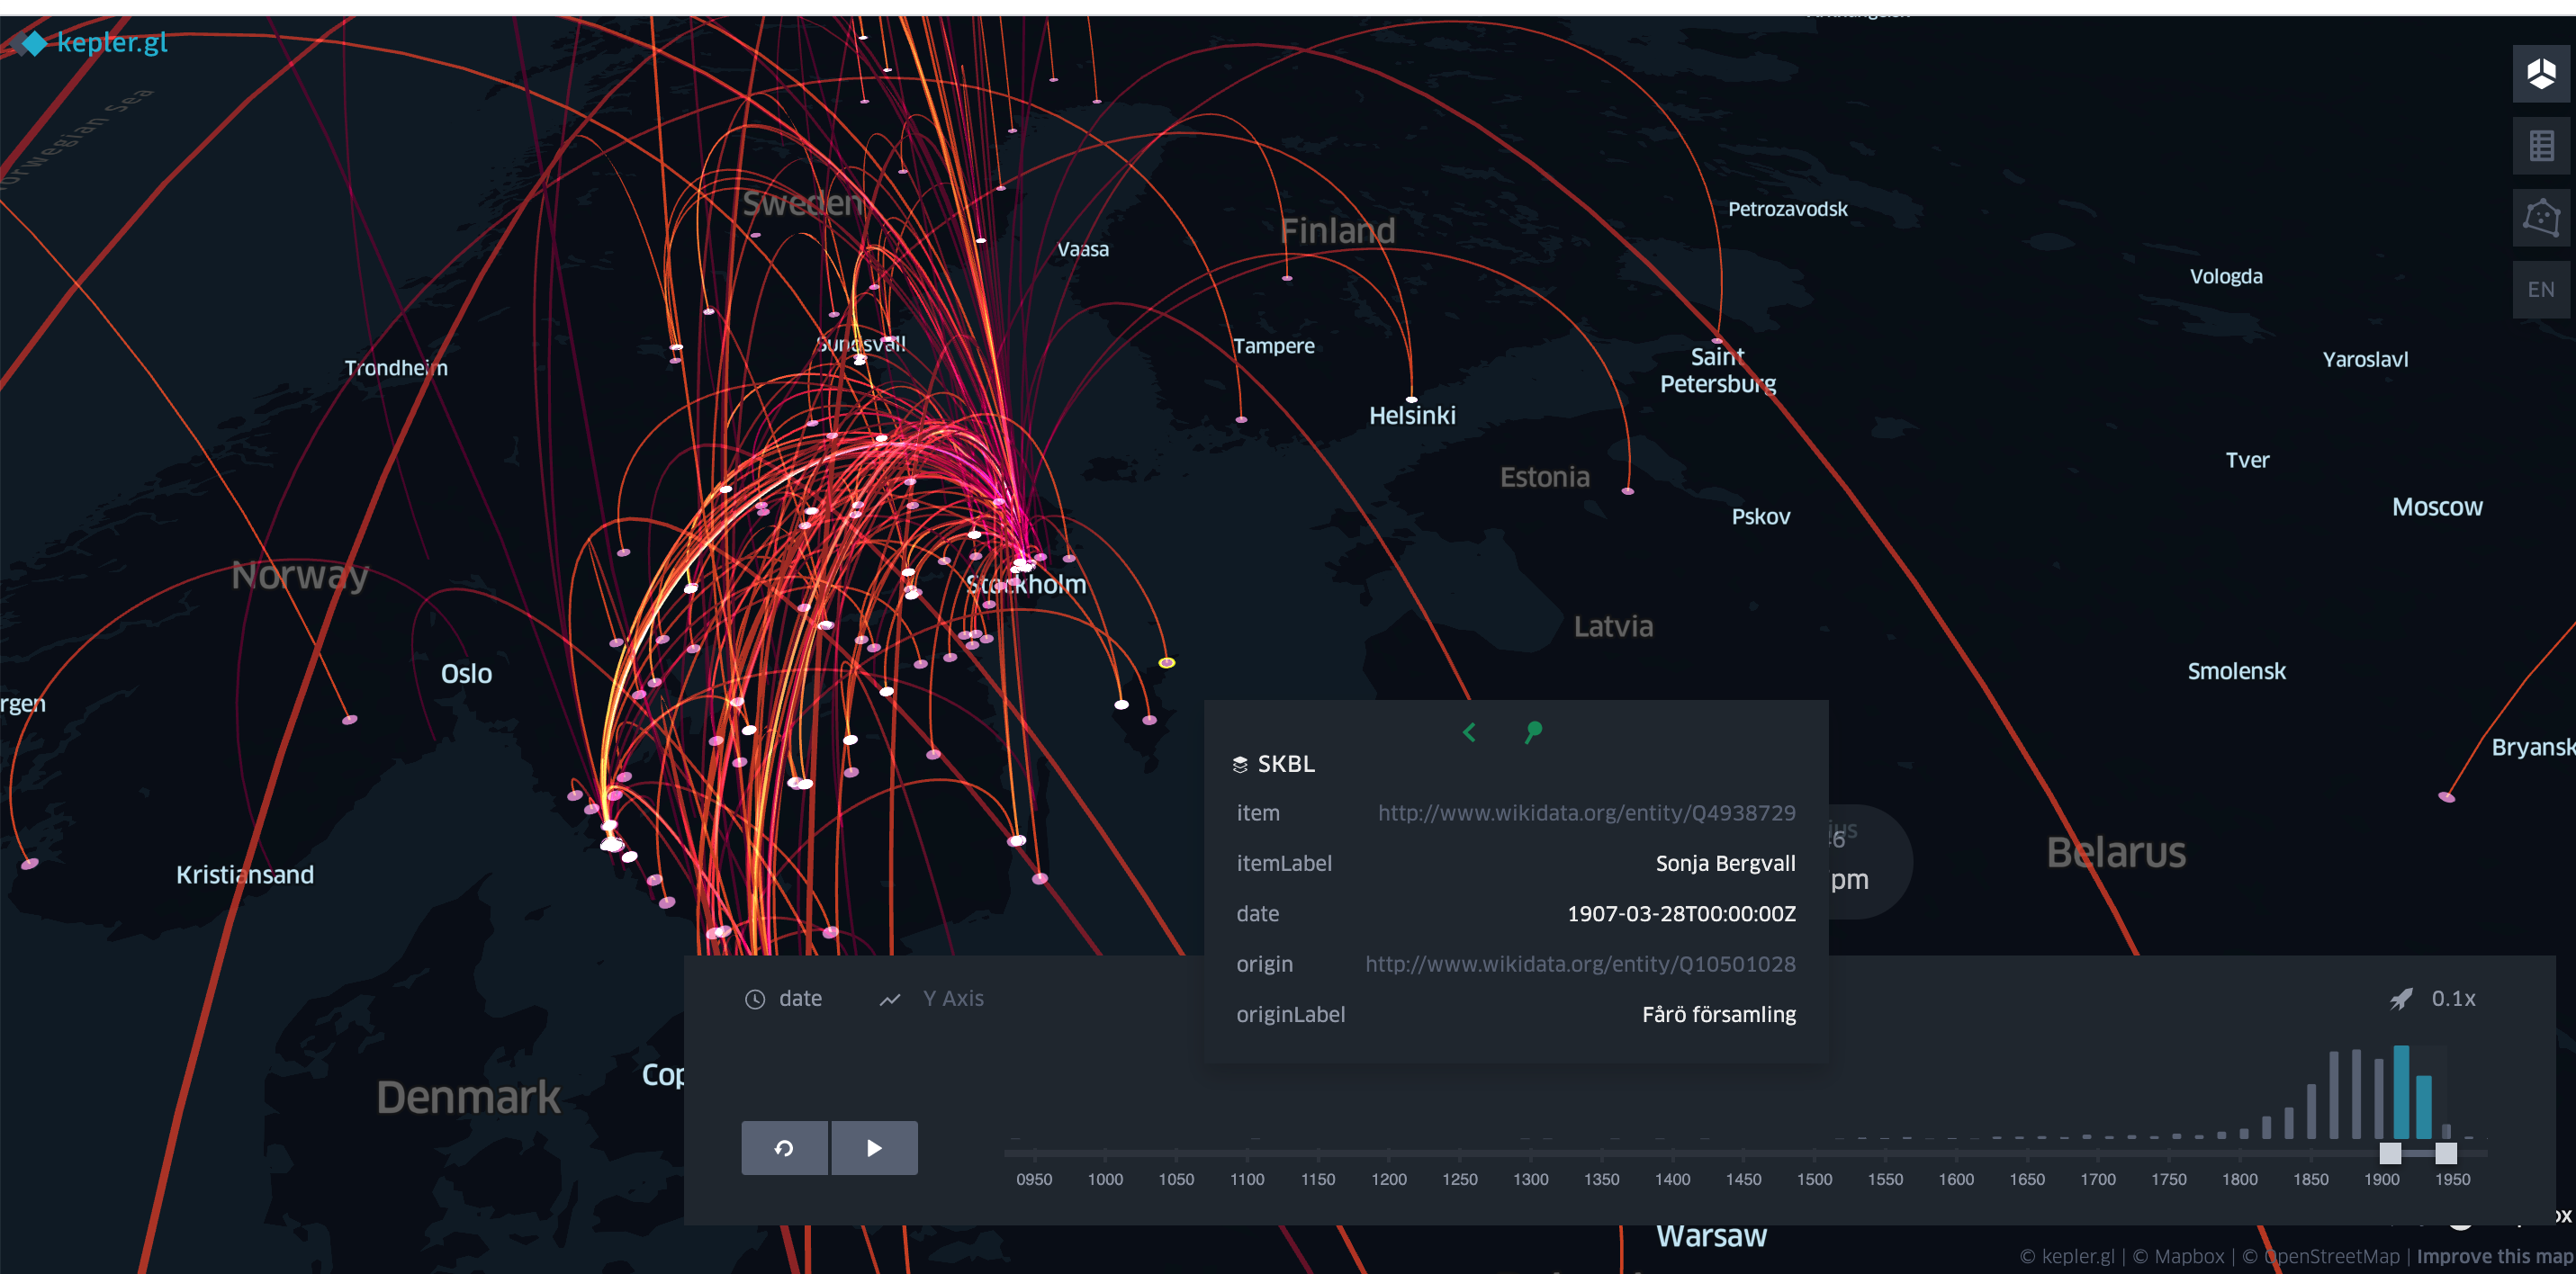 kepler.gl
Sweden
Finland
Vaasa
Petrozavodsk
Vologda
EN
Sundsvall
Tampere
Trondheim
Saint
Petersburg
Yaroslavl
Helsinki
Tver
Estonia
Moscow
Pskov
Norway
Stockholm
Latvia
Oslo
Smolensk
rgen
Bryansk
SKBL
item http://www.wikidata.org/entity/Q4938729
itemLabel Sonja Bergvall
date 1907-03-28T00:00:00Z
origin http://www.wikidata.org/entity/Q10501028
originLabel Fårö församling
pm
Belarus
Kristiansand
date Y Axis 0.1x
Cop
Denmark
0950 1000 1050 1100 1150 1200 1250 1300 1350 1400 1450 1500 1550 1600 1650 1700 1750 1800 1850 1900 1950
Warsaw
© kepler.gl | © Mapbox | © OpenStreetMap | Improve this map